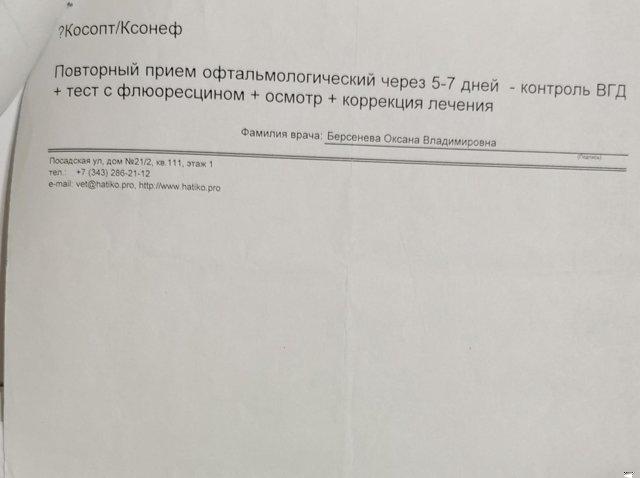 ?Косопт/Ксонеф
Повторный прием офтальмологический через 5-7 дней - контроль ВГД
+ тест с флюоресцином + осмотр + коррекция лечения
Фамилия врача: Берсенева Оксана Владимировна
(Подпись)
Посадская ул, дом №21/2, кв.111, этаж 1
тел.: +7 (343) 286-21-12
e-mail: vet@hatiko.pro, http://www.hatiko.pro